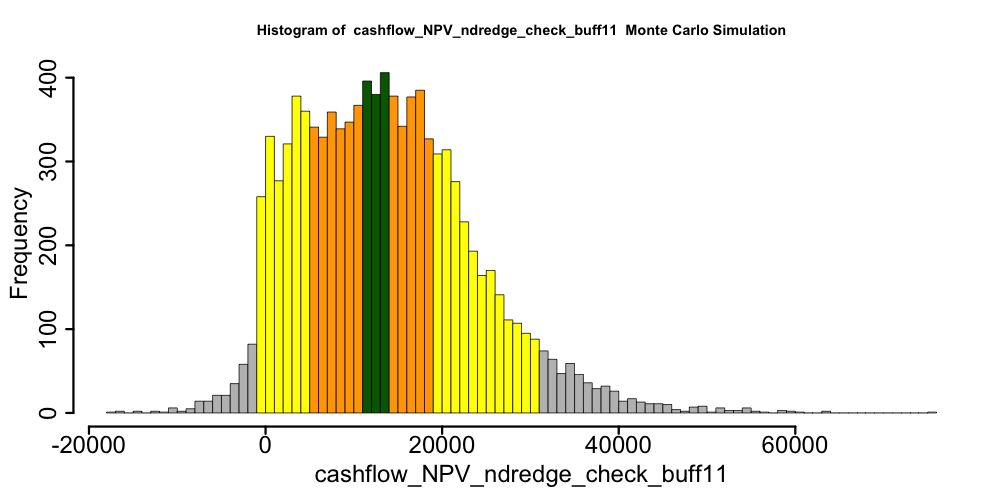 Histogram of  cashflow_NPV_ndredge_check_buff11  Monte Carlo Simulation
Frequency
400
300
200
100
0
-20000 0 20000 40000 60000
cashflow_NPV_ndredge_check_buff11